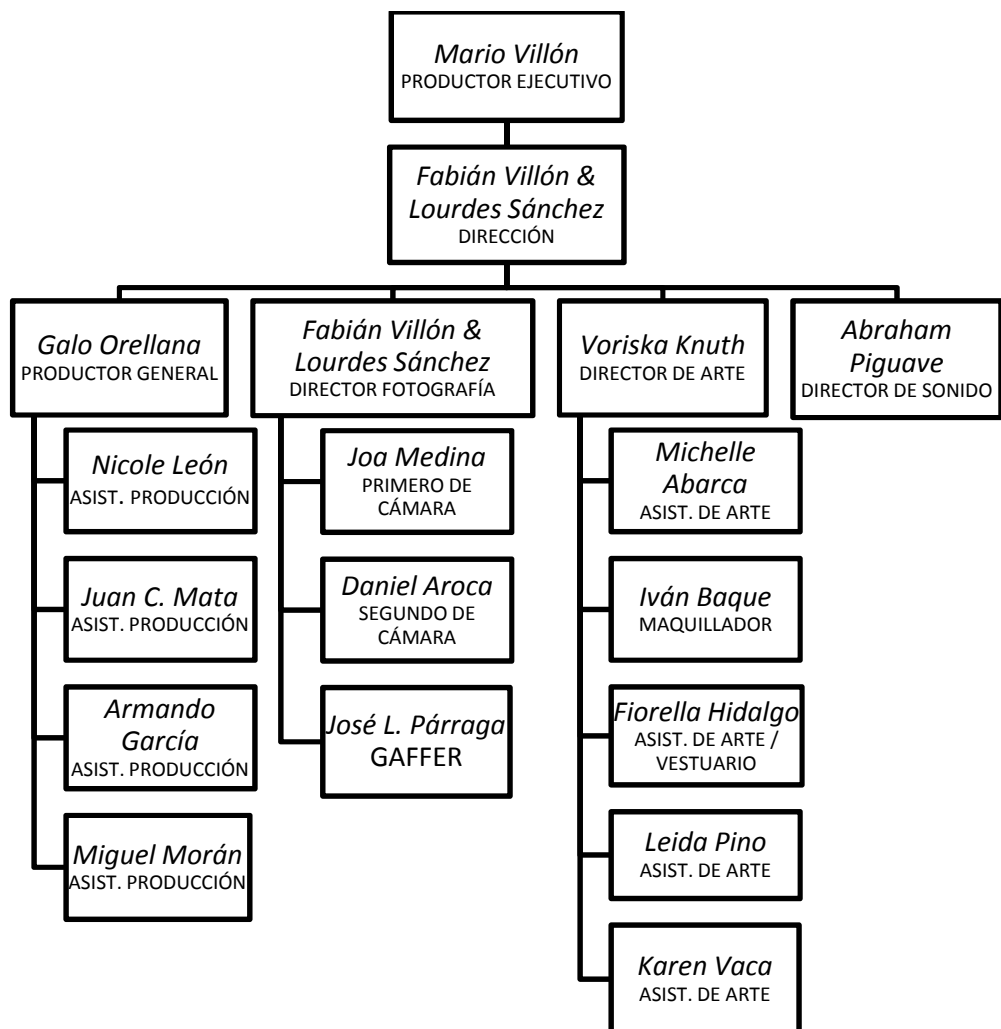 Mario Villón
PRODUCTOR EJECUTIVO
Fabián Villón &
Lourdes Sánchez
DIRECCIÓN
Galo Orellana
PRODUCTOR GENERAL
Fabián Villón &
Lourdes Sánchez
DIRECTOR FOTOGRAFÍA
Voriska Knuth
DIRECTOR DE ARTE
Abraham
Piguave
DIRECTOR DE SONIDO
Nicole León
ASIST. PRODUCCIÓN
Juan C. Mata
ASIST. PRODUCCIÓN
Armando
García
ASIST. PRODUCCIÓN
Miguel Morán
ASIST. PRODUCCIÓN
Joa Medina
PRIMERO DE
CÁMARA
Daniel Aroca
SEGUNDO DE
CÁMARA
José L. Párraga
GAFFER
Michelle
Abarca
ASIST. DE ARTE
Iván Baque
MAQUILLADOR
Fiorella Hidalgo
ASIST. DE ARTE /
VESTUARIO
Leida Pino
ASIST. DE ARTE
Karen Vaca
ASIST. DE ARTE